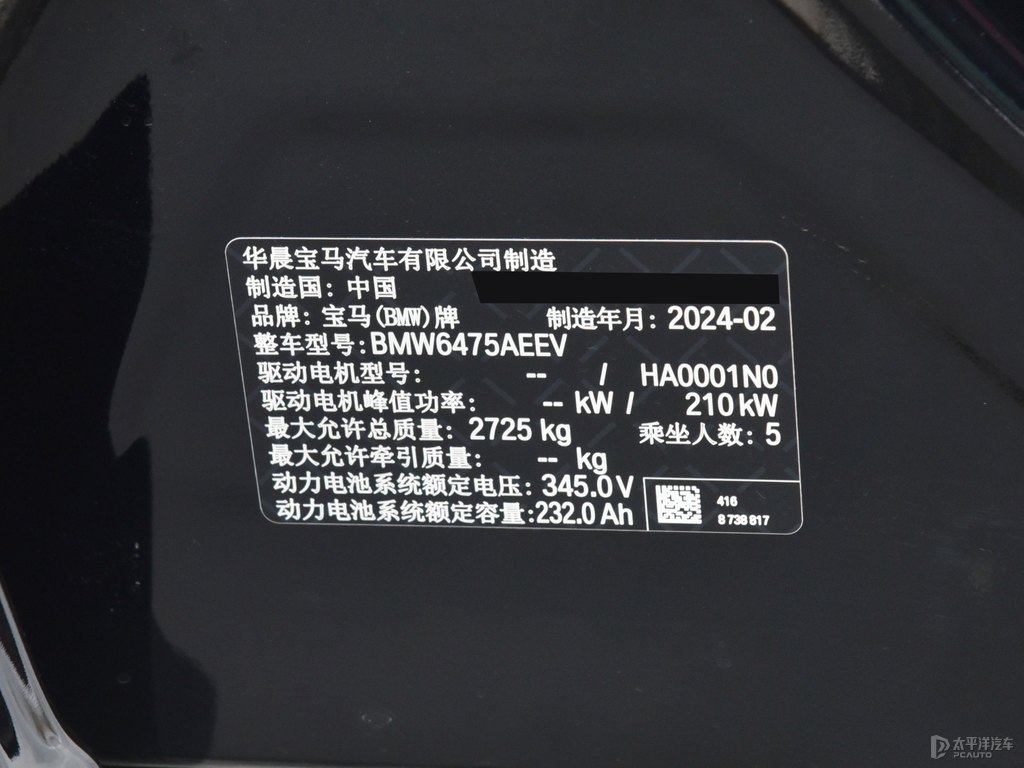 华晨宝马汽车有限公司制造
制造国：中国
品牌：宝马(BMW)牌 制造年月：2024-02
整车型号:BMW6475AEEV
驱动电机型号： -- / HA0001N0
驱动电机峰值功率： -- kW / 210kW
最大允许总质量：2725 kg 乘坐人数：5
最大允许牵引质量： -- kg
动力电池系统额定电压：345.0V
动力电池系统额定容量:232.0Ah
416
8 738 817
太平洋汽车
PCAUTO